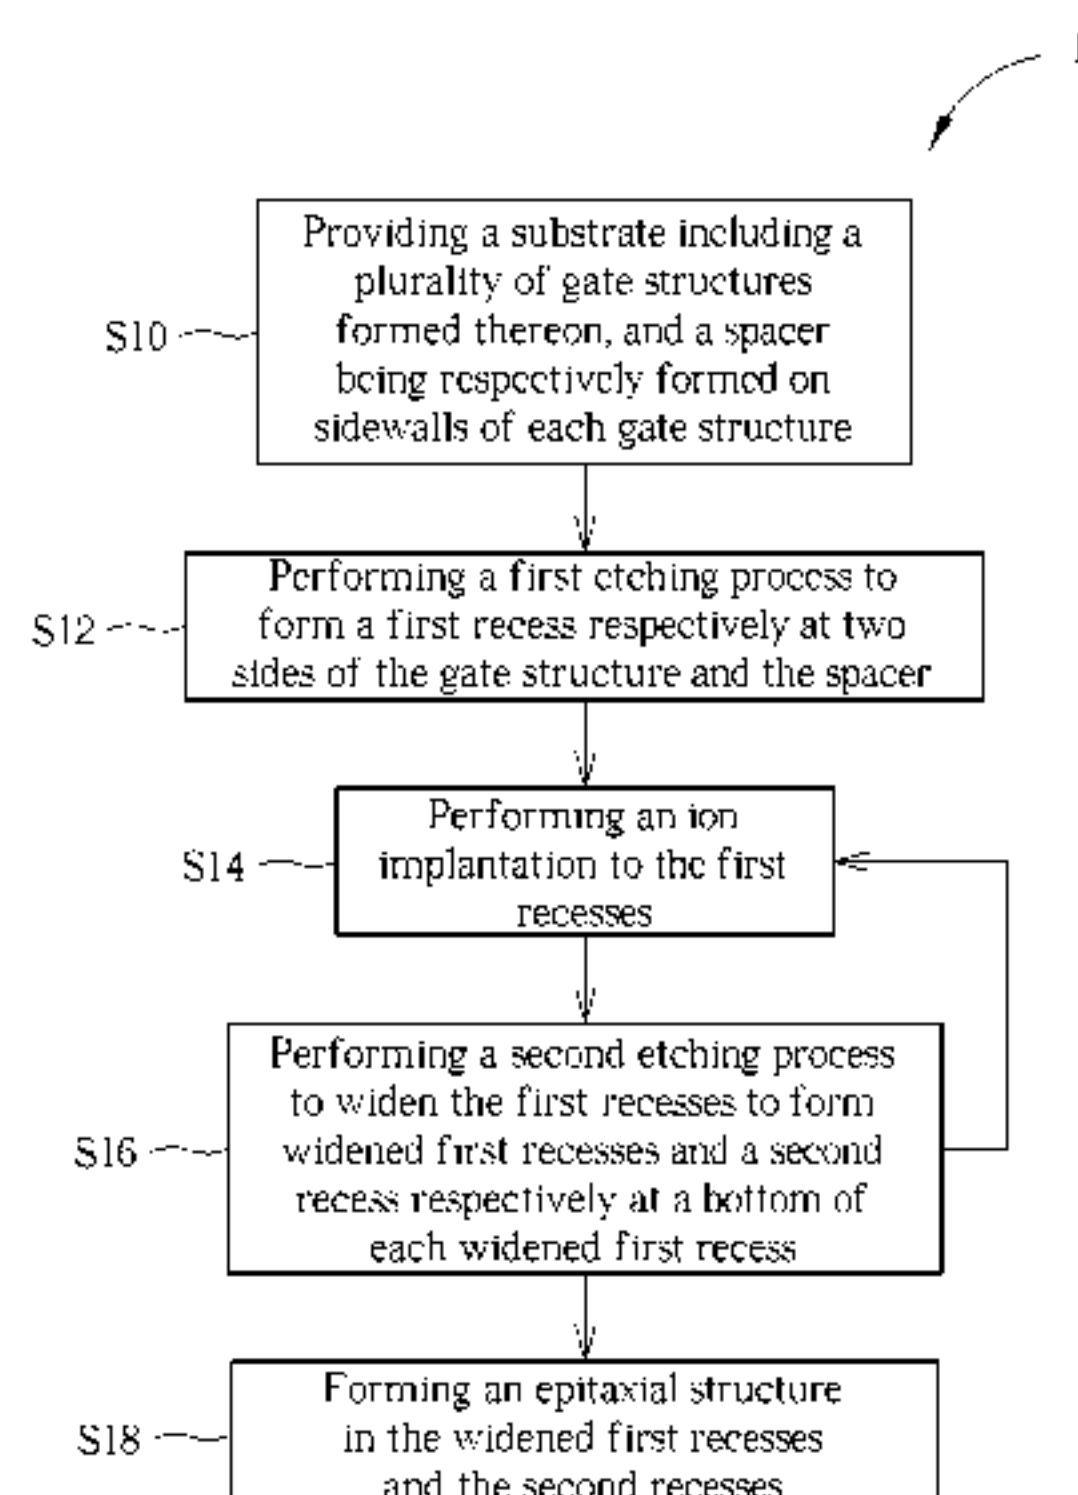 Providing a substrate including a
plurality of gate structures
formed thereon, and a spacer
being respectively formed on
sidewalls of each gate structure
S10
Performing a first etching process to
form a first recess respectively at two
sides of the gate structure and the spacer
S12
Performing an ion
implantation to the first
recesses
S14
Performing a second etching process
to widen the first recesses to form
widened first recesses and a second
recess respectively at a bottom of
each widened first recess
S16
Forming an epitaxial structure
in the widened first recesses
and the second recesses
S18